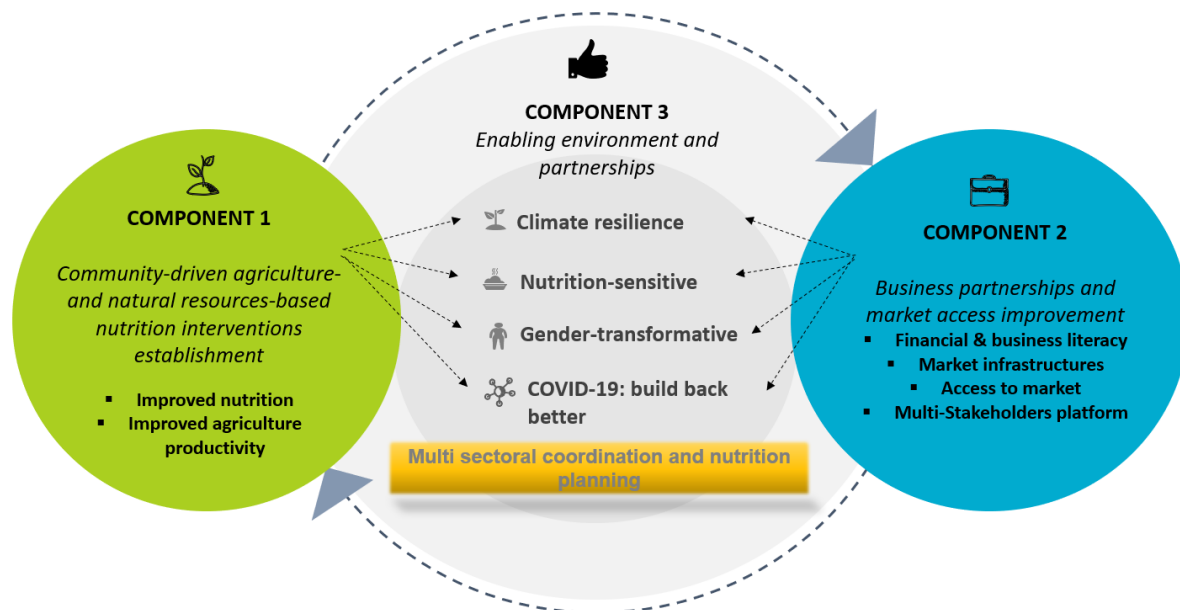 COMPONENT 3
Enabling environment and
partnerships
COMPONENT 1
Community-driven agriculture-
and natural resources-based
nutrition interventions
establishment
▪ Improved nutrition
▪ Improved agriculture
productivity
Climate resilience
Nutrition-sensitive
Gender-transformative
COVID-19: build back
better
Multi sectoral coordination and nutrition
planning
COMPONENT 2
Business partnerships and
market access improvement
▪ Financial & business literacy
▪ Market infrastructures
▪ Access to market
▪ Multi-Stakeholders platform